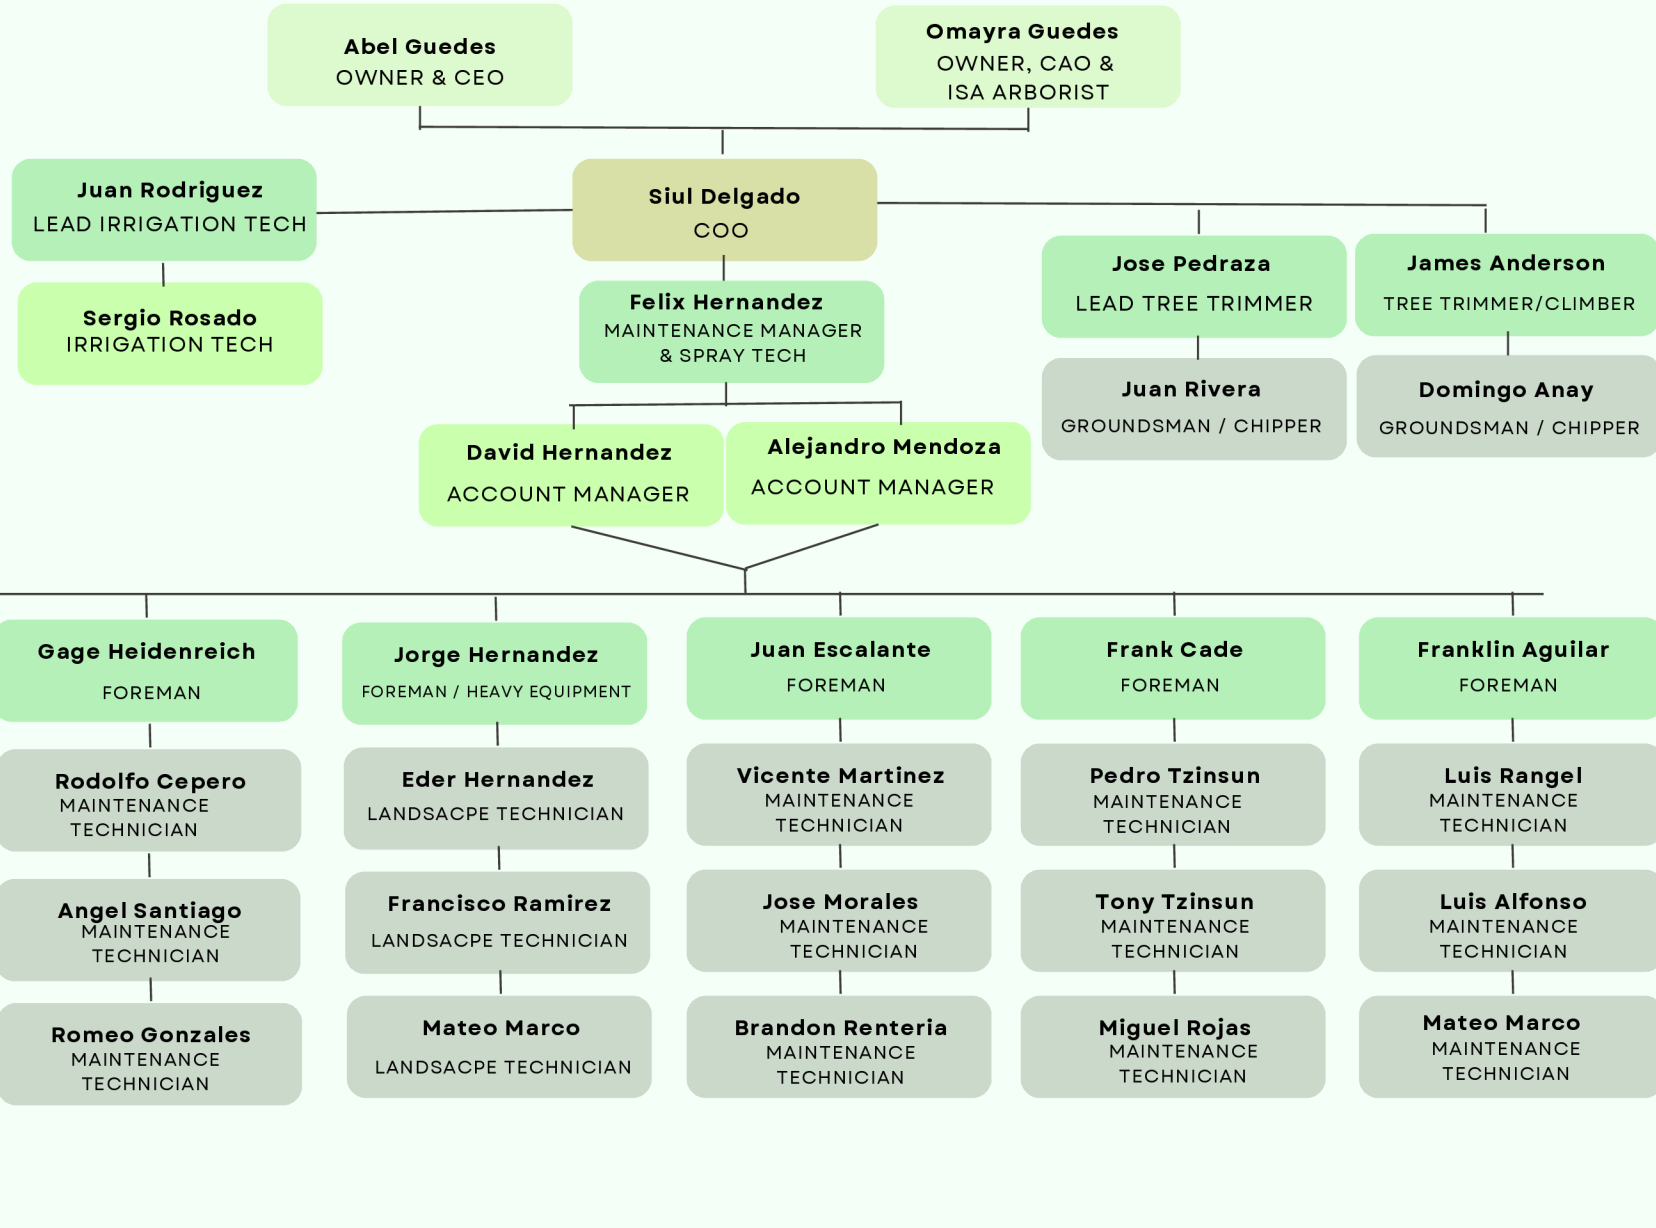 Abel Guedes
OWNER & CEO
Omayra Guedes
OWNER, CAO &
ISA ARBORIST
Juan Rodriguez
LEAD IRRIGATION TECH
Siul Delgado
COO
Jose Pedraza
LEAD TREE TRIMMER
James Anderson
TREE TRIMMER/CLIMBER
Sergio Rosado
IRRIGATION TECH
Felix Hernandez
MAINTENANCE MANAGER
& SPRAY TECH
Juan Rivera
GROUNDSMAN / CHIPPER
Domingo Anay
GROUNDSMAN / CHIPPER
David Hernandez
ACCOUNT MANAGER
Alejandro Mendoza
ACCOUNT MANAGER
Gage Heidenreich
FOREMAN
Jorge Hernandez
FOREMAN / HEAVY EQUIPMENT
Juan Escalante
FOREMAN
Frank Cade
FOREMAN
Franklin Aguilar
FOREMAN
Rodolfo Cepero
MAINTENANCE
TECHNICIAN
Eder Hernandez
LANDSACPE TECHNICIAN
Vicente Martinez
MAINTENANCE
TECHNICIAN
Pedro Tzinsun
MAINTENANCE
TECHNICIAN
Luis Rangel
MAINTENANCE
TECHNICIAN
Angel Santiago
MAINTENANCE
TECHNICIAN
Francisco Ramirez
LANDSACPE TECHNICIAN
Jose Morales
MAINTENANCE
TECHNICIAN
Tony Tzinsun
MAINTENANCE
TECHNICIAN
Luis Alfonso
MAINTENANCE
TECHNICIAN
Romeo Gonzales
MAINTENANCE
TECHNICIAN
Mateo Marco
LANDSACPE TECHNICIAN
Brandon Renteria
MAINTENANCE
TECHNICIAN
Miguel Rojas
MAINTENANCE
TECHNICIAN
Mateo Marco
MAINTENANCE
TECHNICIAN